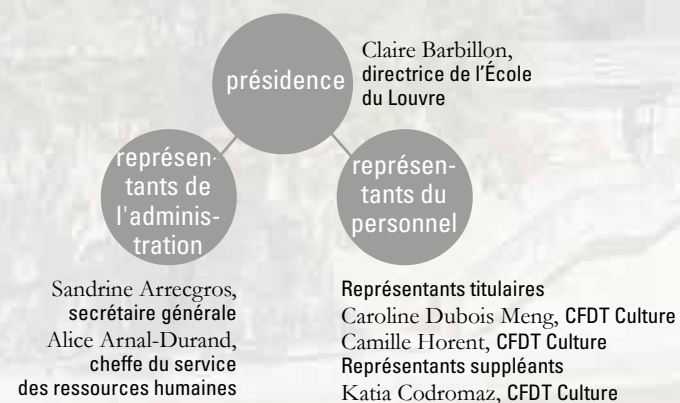 présidence
Claire Barbillon,
directrice de l'École
du Louvre
représen-
tants de
l'adminis-
tration
représen-
tants du
personnel
Sandrine Arrecgros,
secrétaire générale
Alice Arnal-Durand,
cheffe du service
des ressources humaines
Représentants titulaires
Caroline Dubois Meng, CFDT Culture
Camille Horent, CFDT Culture
Représentants suppléants
Katia Codromaz, CFDT Culture